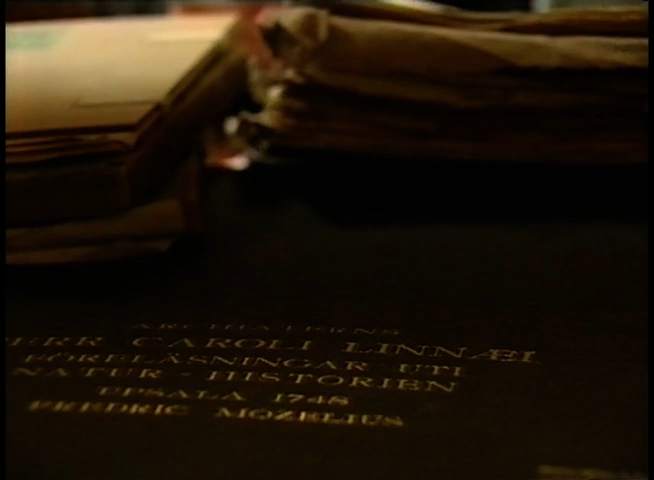 ARCHIATERNS
HERR CAROLI LINNÆI
FÖRELÄSNINGAR UTI
NATUR - HISTORIEN
UPSALA 1748
FREDRIC MOZELIUS